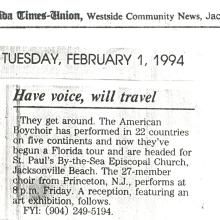 da Times-Union, Westside Community News, Jac
TUESDAY, FEBRUARY 1, 1994
Have voice, will travel
They get around. The American
Boychoir has performed in 22 countries
on five continents and now they've
begun a Florida tour and are headed for
St. Paul's By-the-Sea Episcopal Church,
Jacksonville Beach. The 27-member
choir from Princeton, N.J., performs at
8 p.m. Friday. A reception, featuring an
art exhibition, follows.
FYI: (904) 249-5194.